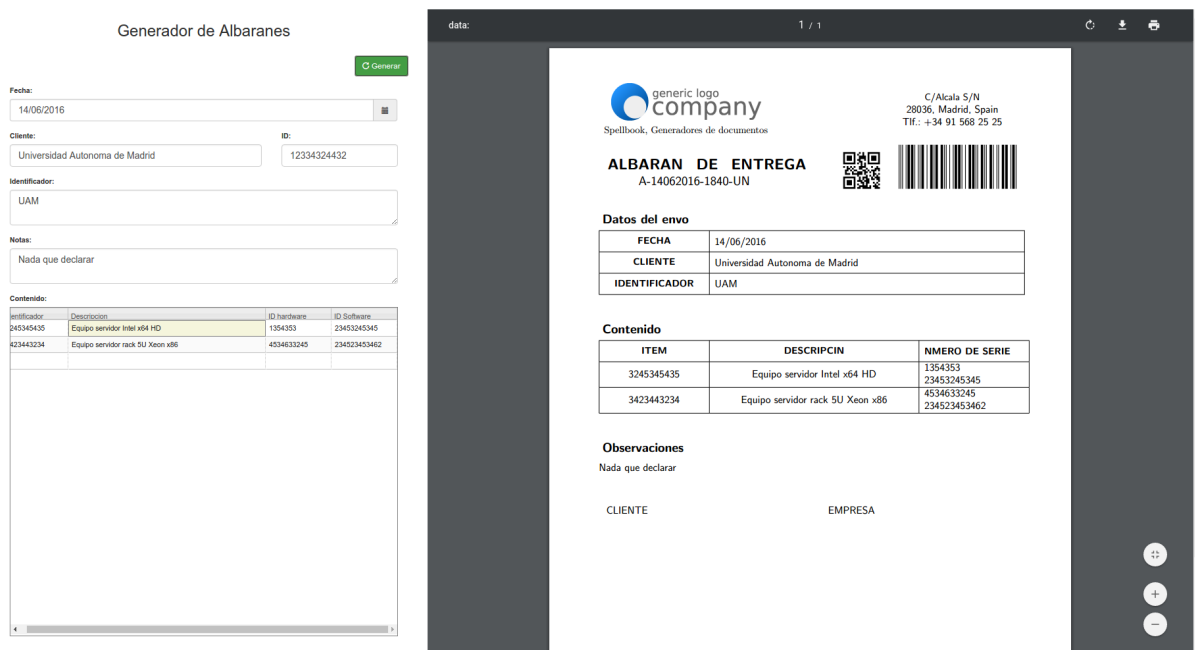 Generador de Albaranes
Generar
Fecha:
14/06/2016
Cliente:
ID:
Universidad Autonoma de Madrid
12334324432
Identificador:
UAM
Notas:
Nada que declarar
Contenido:
entificador Descripcion ID hardware ID Software
245345435 Equipo servidor Intel x64 HD 1354353 23453245345
423443234 Equipo servidor rack 5U Xeon x86 4534633245 234523453462
data:
1 / 1
generic logo
company
Spellbook, Generadores de documentos
C/Alcala S/N
28036, Madrid, Spain
Tlf.: +34 91 568 25 25
ALBARAN DE ENTREGA
A-14062016-1840-UN
Datos del envo
FECHA 14/06/2016
CLIENTE Universidad Autonoma de Madrid
IDENTIFICADOR UAM
Contenido
ITEM DESCRIPCIN NMERO DE SERIE
3245345435 Equipo servidor Intel x64 HD 1354353
23453245345
3423443234 Equipo servidor rack 5U Xeon x86 4534633245
234523453462
Observaciones
Nada que declarar
CLIENTE EMPRESA